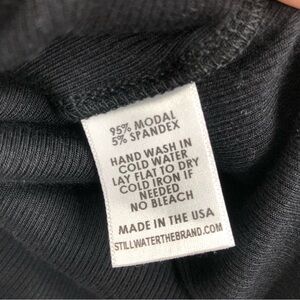 95% MODAL
5% SPANDEX
HAND WASH IN
COLD WATER
LAY FLAT TO DRY
COLD IRON IF
NEEDED
NO BLEACH
MADE IN THE USA
STILLWATERTHEBRAND.COM